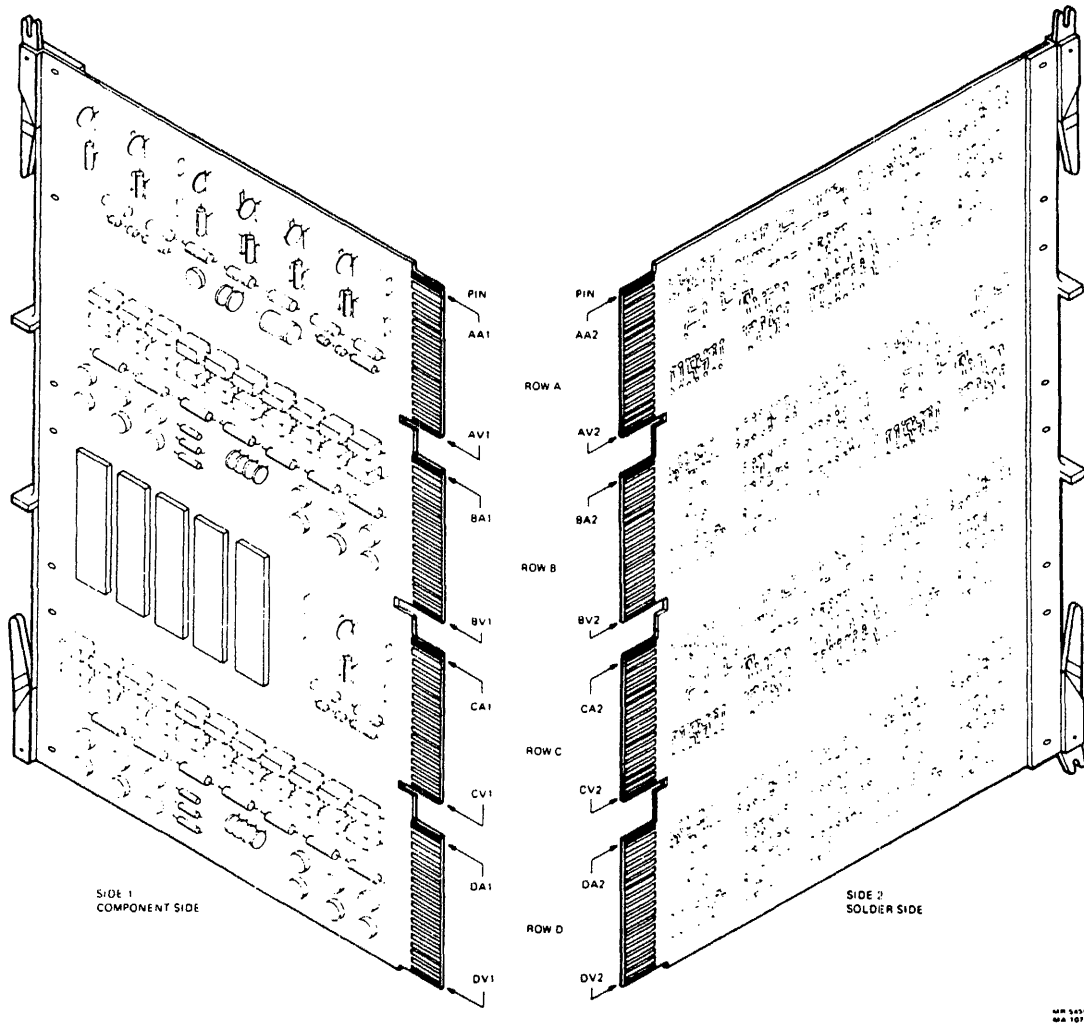 PIN
AA1
ROW A
AV1
BA1
ROW B
BV1
CA1
ROW C
CV1
DA1
ROW D
DV1
PIN
AA2
AV2
BA2
BV2
CA2
CV2
DA2
DV2
SIDE 1
COMPONENT SIDE
SIDE 2
SOLDER SIDE